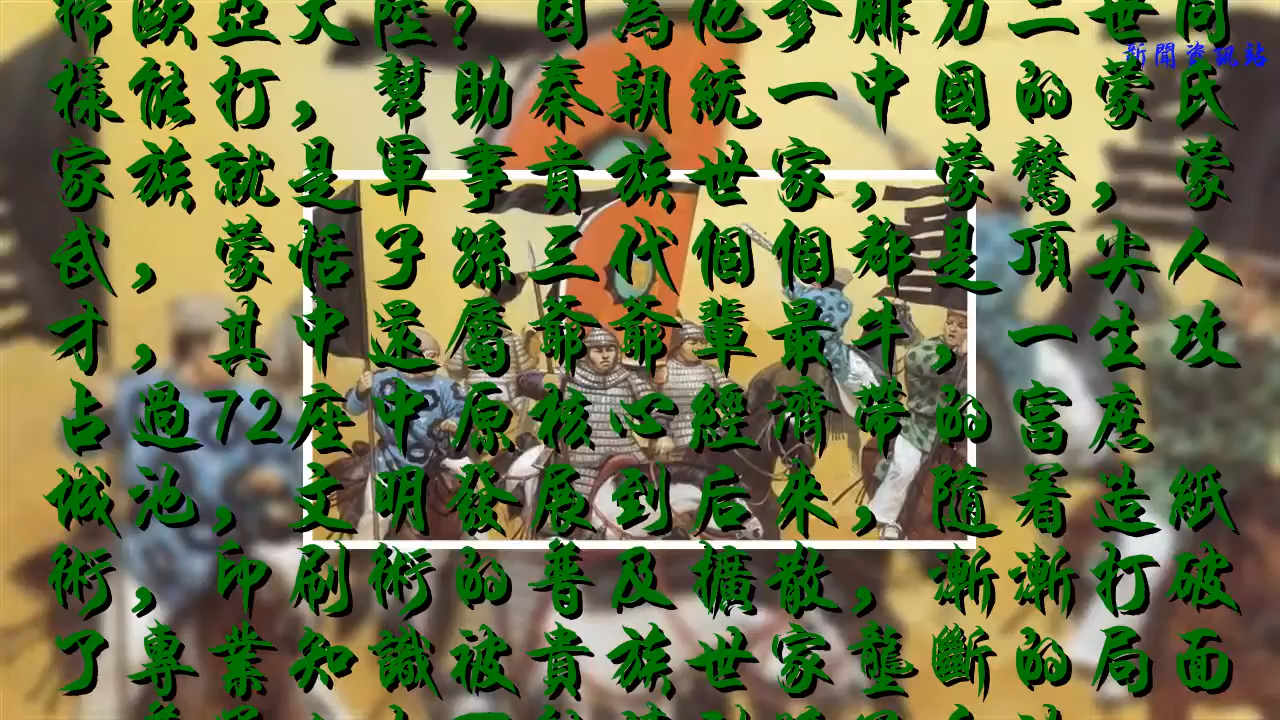 掃歐亞大陸？因為他爹腓力二世同
新聞資訊站
樣能打，幫助秦朝統一中國的蒙氏
家族就是軍事貴族世家，蒙驁，蒙
武，蒙恬子孫三代個個都是頂尖人
才，其中還屬爺爺輩最斗，一生攻
占過72座中原核心經濟帶的富庶
城池，文明發展到后來，隨着造紙
術，印刷術的普及擴散，漸漸打破
了專業知識被貴族世家壟斷的局面